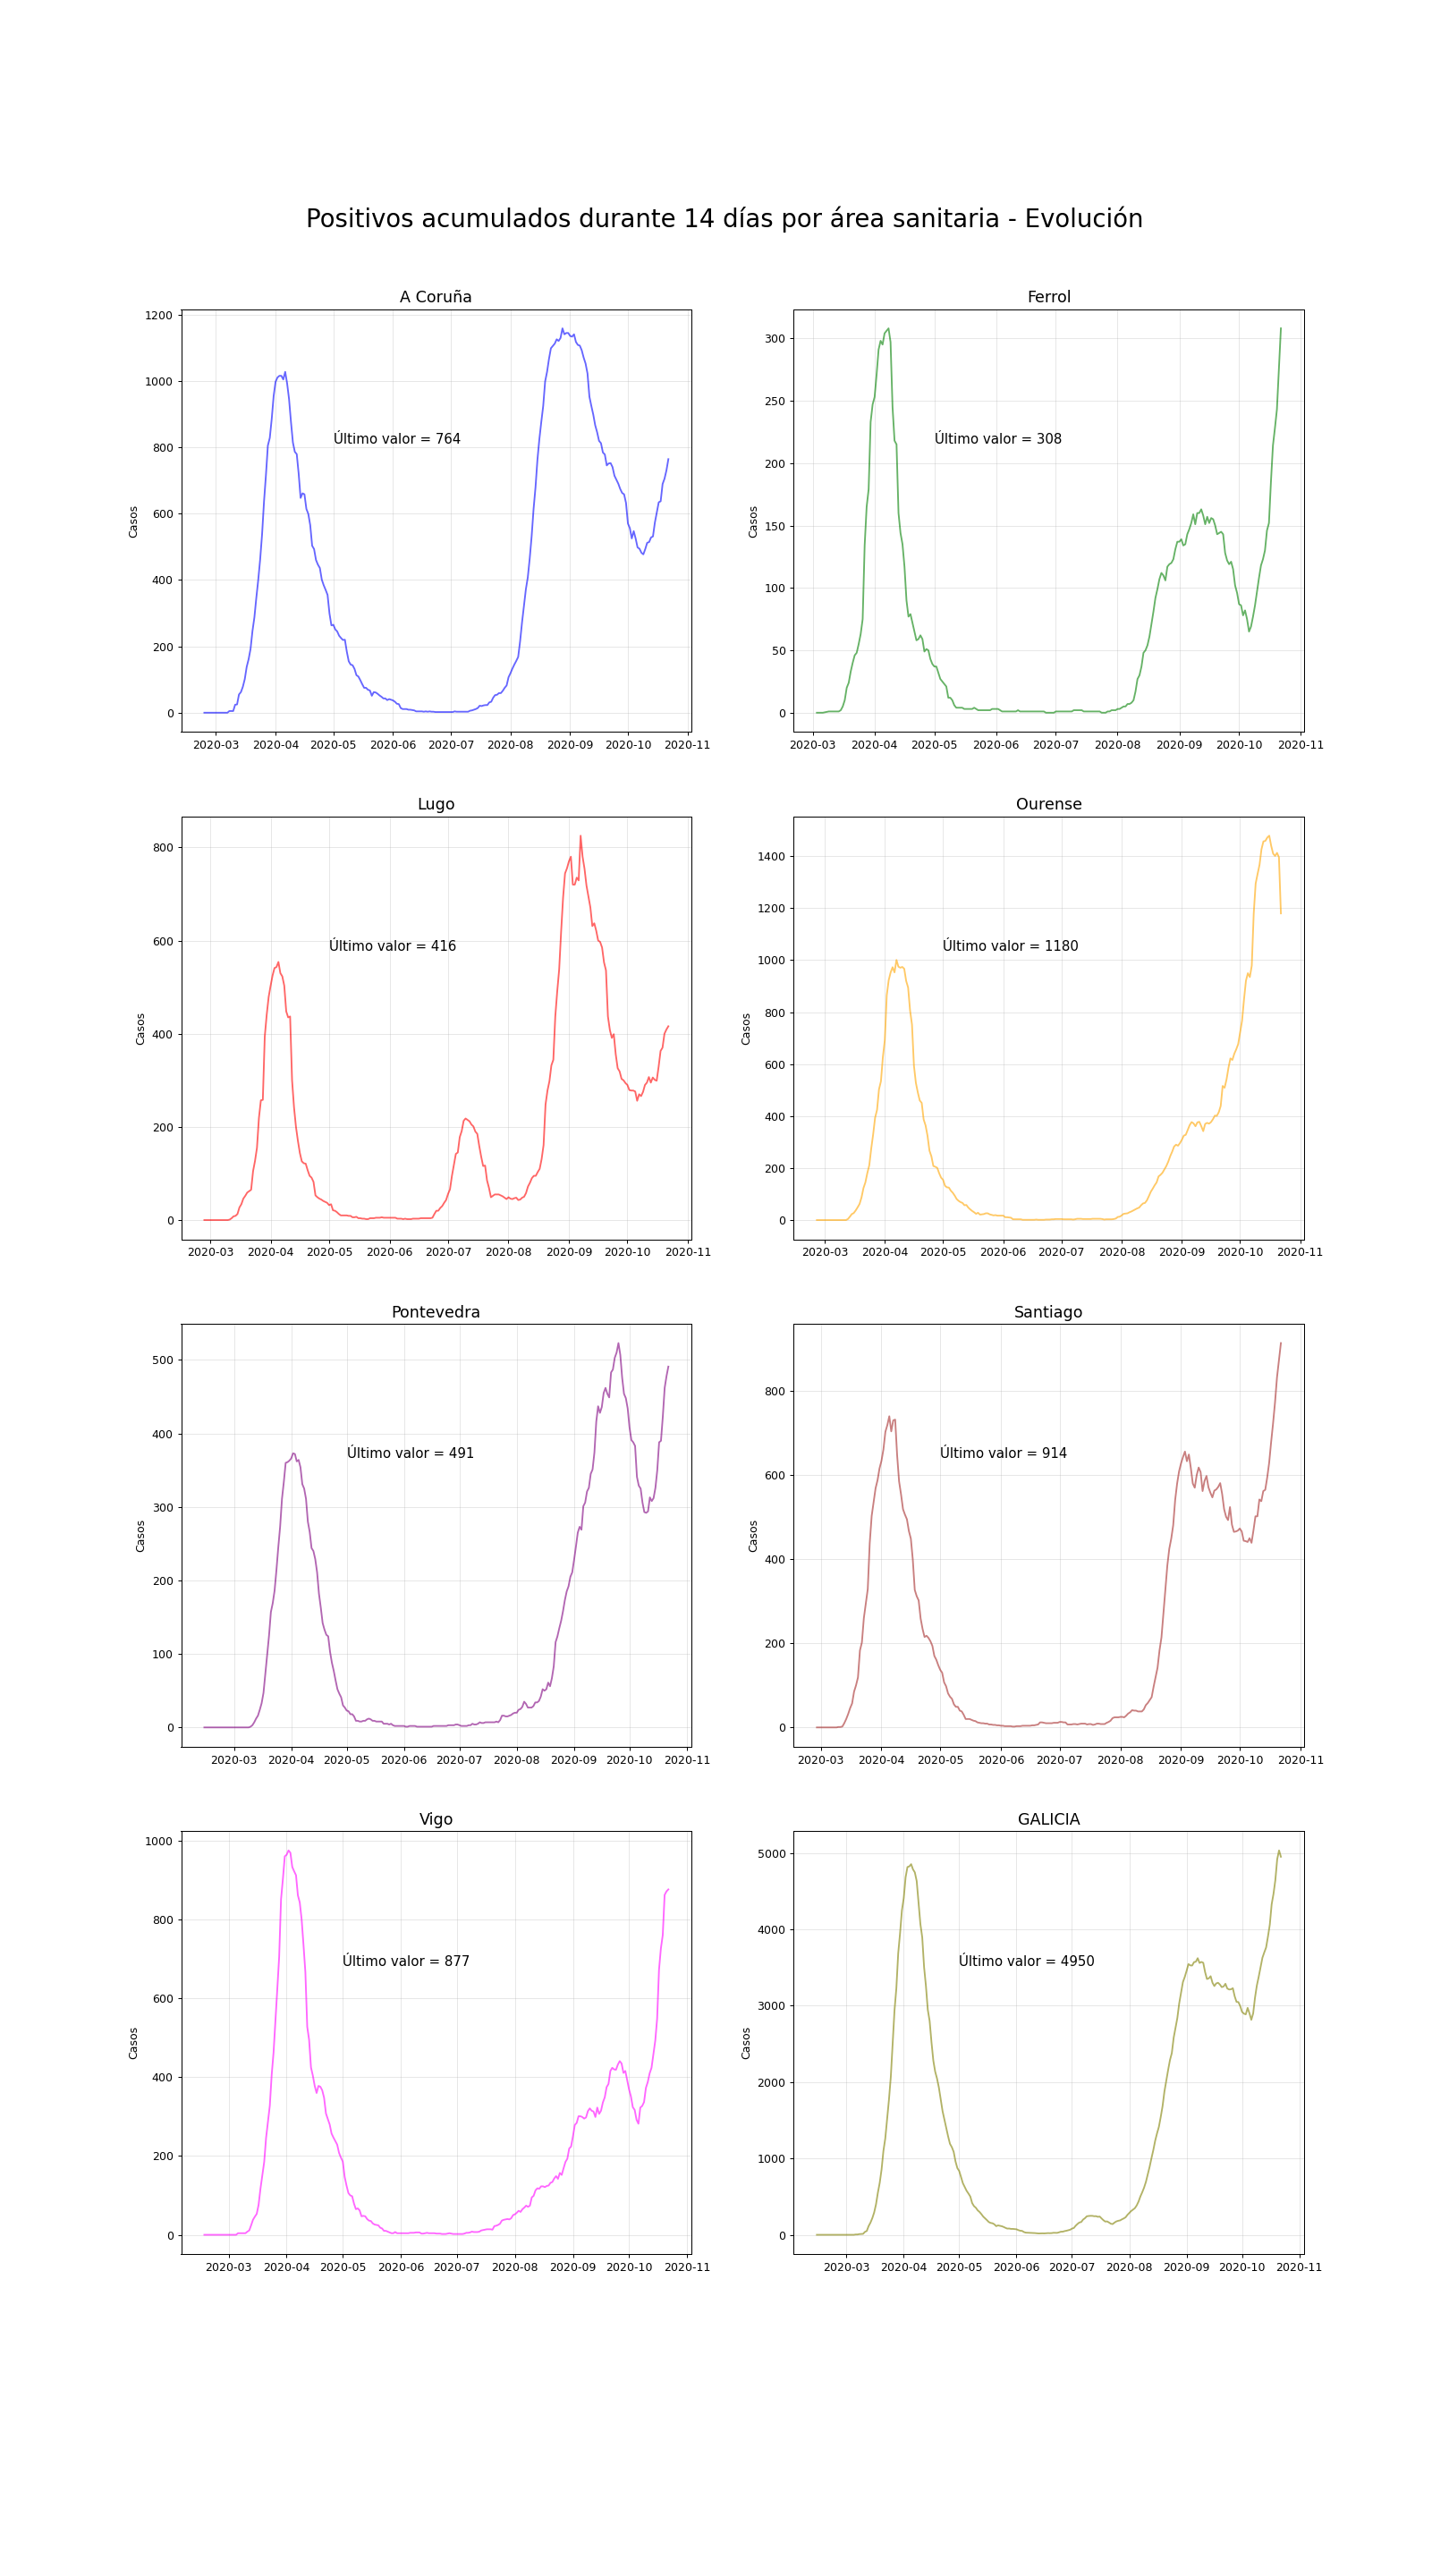 Positivos acumulados durante 14 días por área sanitaria - Evolución
A Coruña
1200
1000
800
600
400
200
0
Casos
Último valor = 764
2020-03 2020-04 2020-05 2020-06 2020-07 2020-08 2020-09 2020-10 2020-11
Ferrol
300
250
200
150
100
50
0
Casos
Último valor = 308
2020-03 2020-04 2020-05 2020-06 2020-07 2020-08 2020-09 2020-10 2020-11
Lugo
800
600
400
200
0
Casos
Último valor = 416
2020-03 2020-04 2020-05 2020-06 2020-07 2020-08 2020-09 2020-10 2020-11
Ourense
1400
1200
1000
800
600
400
200
0
Casos
Último valor = 1180
2020-03 2020-04 2020-05 2020-06 2020-07 2020-08 2020-09 2020-10 2020-11
Pontevedra
500
400
300
200
100
0
Casos
Último valor = 491
2020-03 2020-04 2020-05 2020-06 2020-07 2020-08 2020-09 2020-10 2020-11
Santiago
800
600
400
200
0
Casos
Último valor = 914
2020-03 2020-04 2020-05 2020-06 2020-07 2020-08 2020-09 2020-10 2020-11
Vigo
1000
800
600
400
200
0
Casos
Último valor = 877
2020-03 2020-04 2020-05 2020-06 2020-07 2020-08 2020-09 2020-10 2020-11
GALICIA
5000
4000
3000
2000
1000
0
Casos
Último valor = 4950
2020-03 2020-04 2020-05 2020-06 2020-07 2020-08 2020-09 2020-10 2020-11